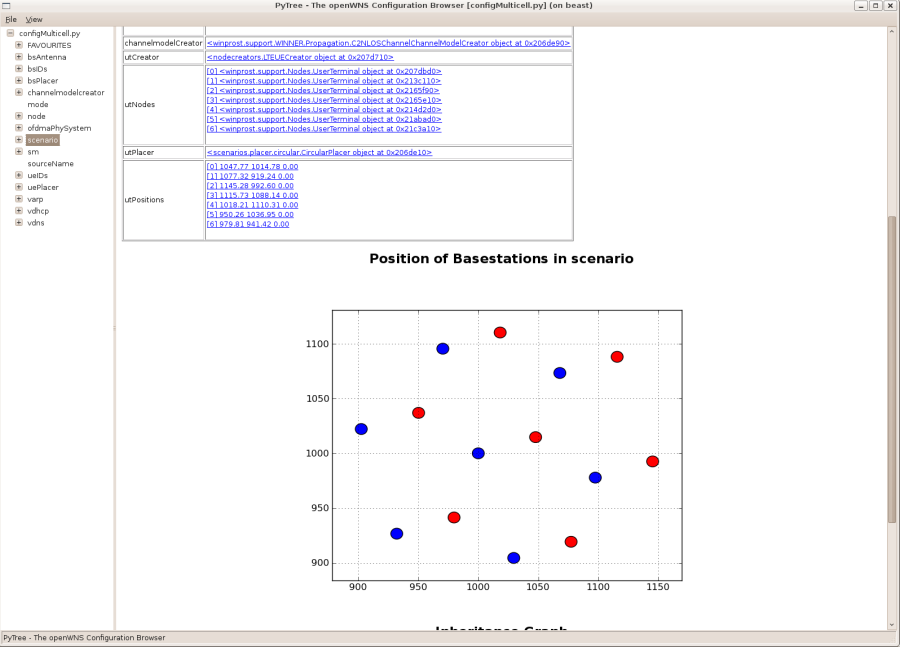 PyTree - The openWNS Configuration Browser [configMulticell.py] (on beast)
File View
configMulticell.py
FAVOURITES
bsAntenna
bsIDs
bsPlacer
channelmodelcreator
mode
node
ofdmaPhySystem
scenario
sm
sourceName
ueIDs
uePlacer
varp
vdhcp
vdns
channelmodelCreator <winprost.support.WINNER.Propagation.C2NLOSChannelChannelModelCreator object at 0x206de90>
utCreator <nodecreators.LTEUECreator object at 0x207d710>
utNodes
[0] <winprost.support.Nodes.UserTerminal object at 0x207dbd0>
[1] <winprost.support.Nodes.UserTerminal object at 0x213c110>
[2] <winprost.support.Nodes.UserTerminal object at 0x2165f90>
[3] <winprost.support.Nodes.UserTerminal object at 0x2165e10>
[4] <winprost.support.Nodes.UserTerminal object at 0x214d2d0>
[5] <winprost.support.Nodes.UserTerminal object at 0x21abad0>
[6] <winprost.support.Nodes.UserTerminal object at 0x21c3a10>
utPlacer <scenarios.placer.circular.CircularPlacer object at 0x206de10>
utPositions
[0] 1047.77 1014.78 0.00
[1] 1077.32 919.24 0.00
[2] 1145.28 992.60 0.00
[3] 1115.73 1088.14 0.00
[4] 1018.21 1110.31 0.00
[5] 950.26 1036.95 0.00
[6] 979.81 941.42 0.00
Position of Basestations in scenario
1100
1050
1000
950
900
900 950 1000 1050 1100 1150
Inheritance Graph
PyTree - The openWNS Configuration Browser